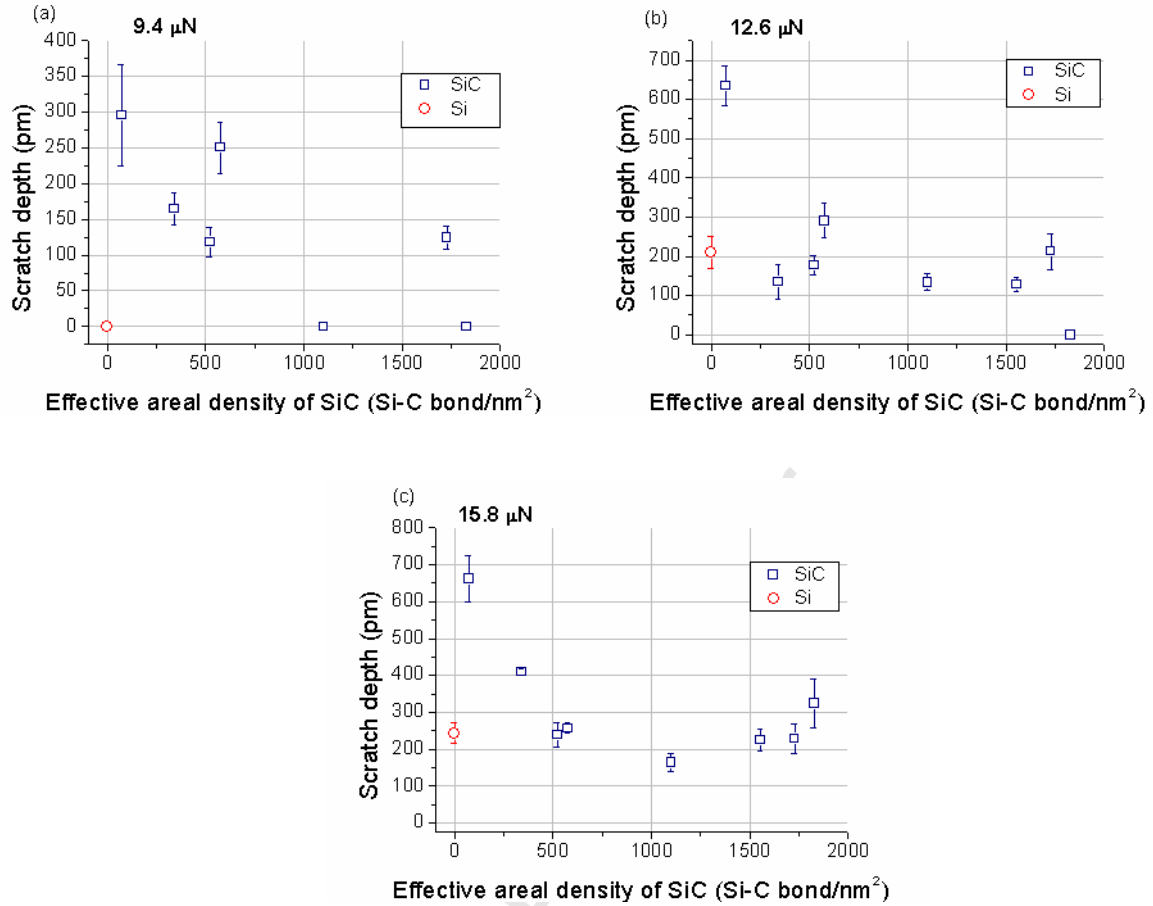 (a)
9.4 μN
400
350
300
250
200
150
100
50
0
Scratch depth (pm)
SiC
Si
0 500 1000 1500 2000
Effective areal density of SiC (Si-C bond/nm²)
(b)
12.6 μN
700
600
500
400
300
200
100
0
Scratch depth (pm)
SiC
Si
0 500 1000 1500 2000
Effective areal density of SiC (Si-C bond/nm²)
(c)
15.8 μN
800
700
600
500
400
300
200
100
0
Scratch depth (pm)
SiC
Si
0 500 1000 1500 2000
Effective areal density of SiC (Si-C bond/nm²)